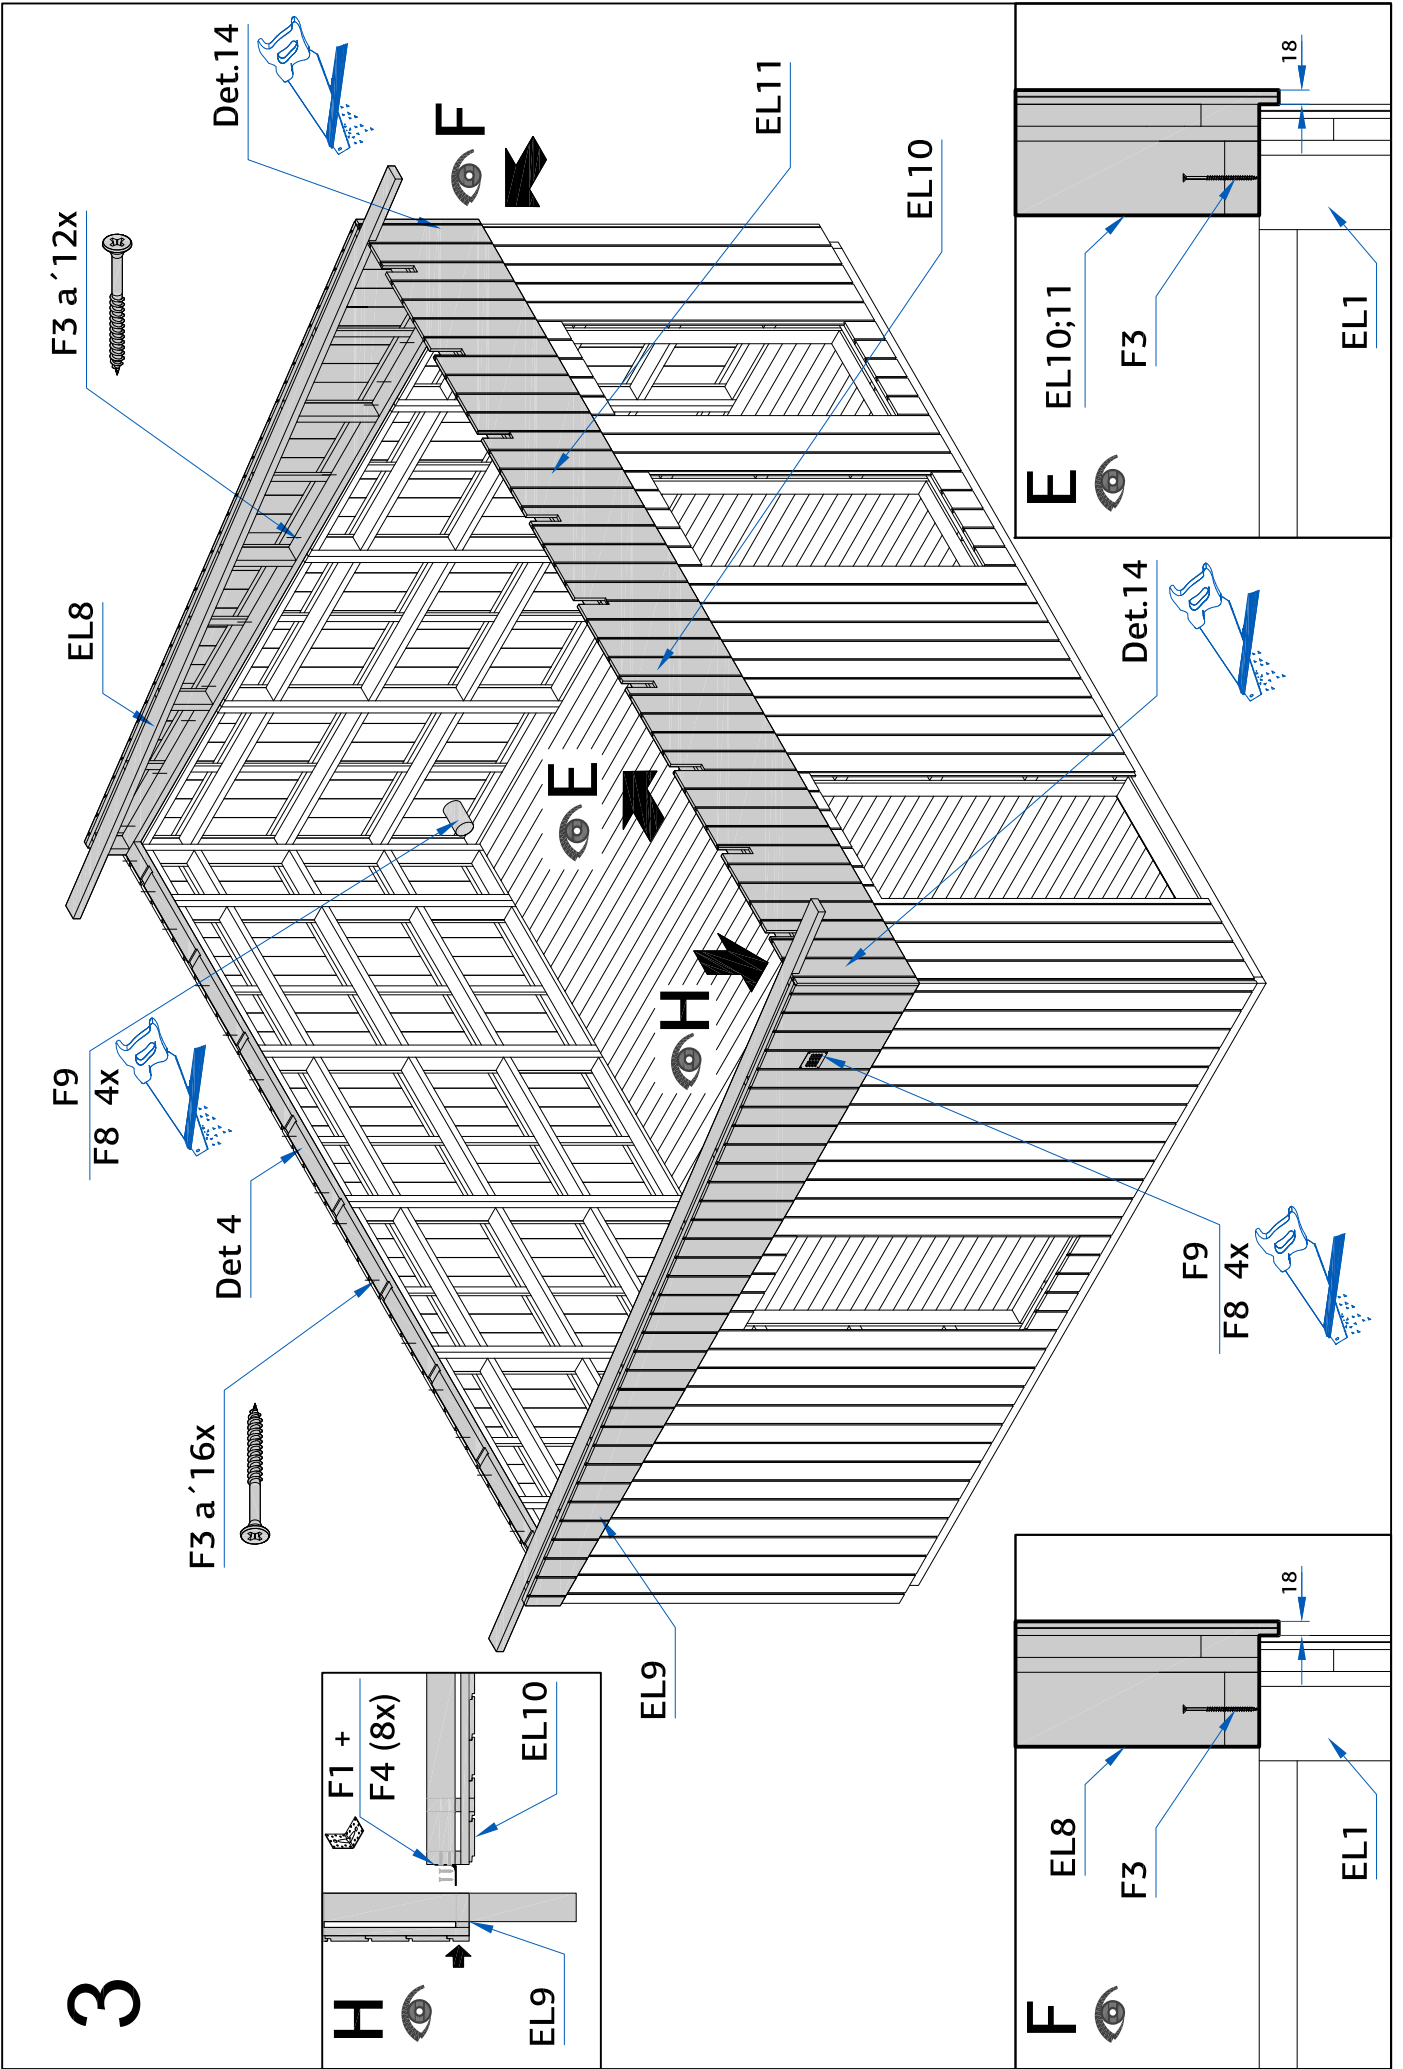 3
H
EL9
F1 +
F4 (8x)
EL10
F3 a´16x
Det 4
F9
F8 4x
EL8
F3 a´12x
Det.14
F
EL11
EL10
E
H
EL9
F9
F8 4x
Det.14
F
EL8
F3
EL1
18
E
EL10;11
F3
EL1
18